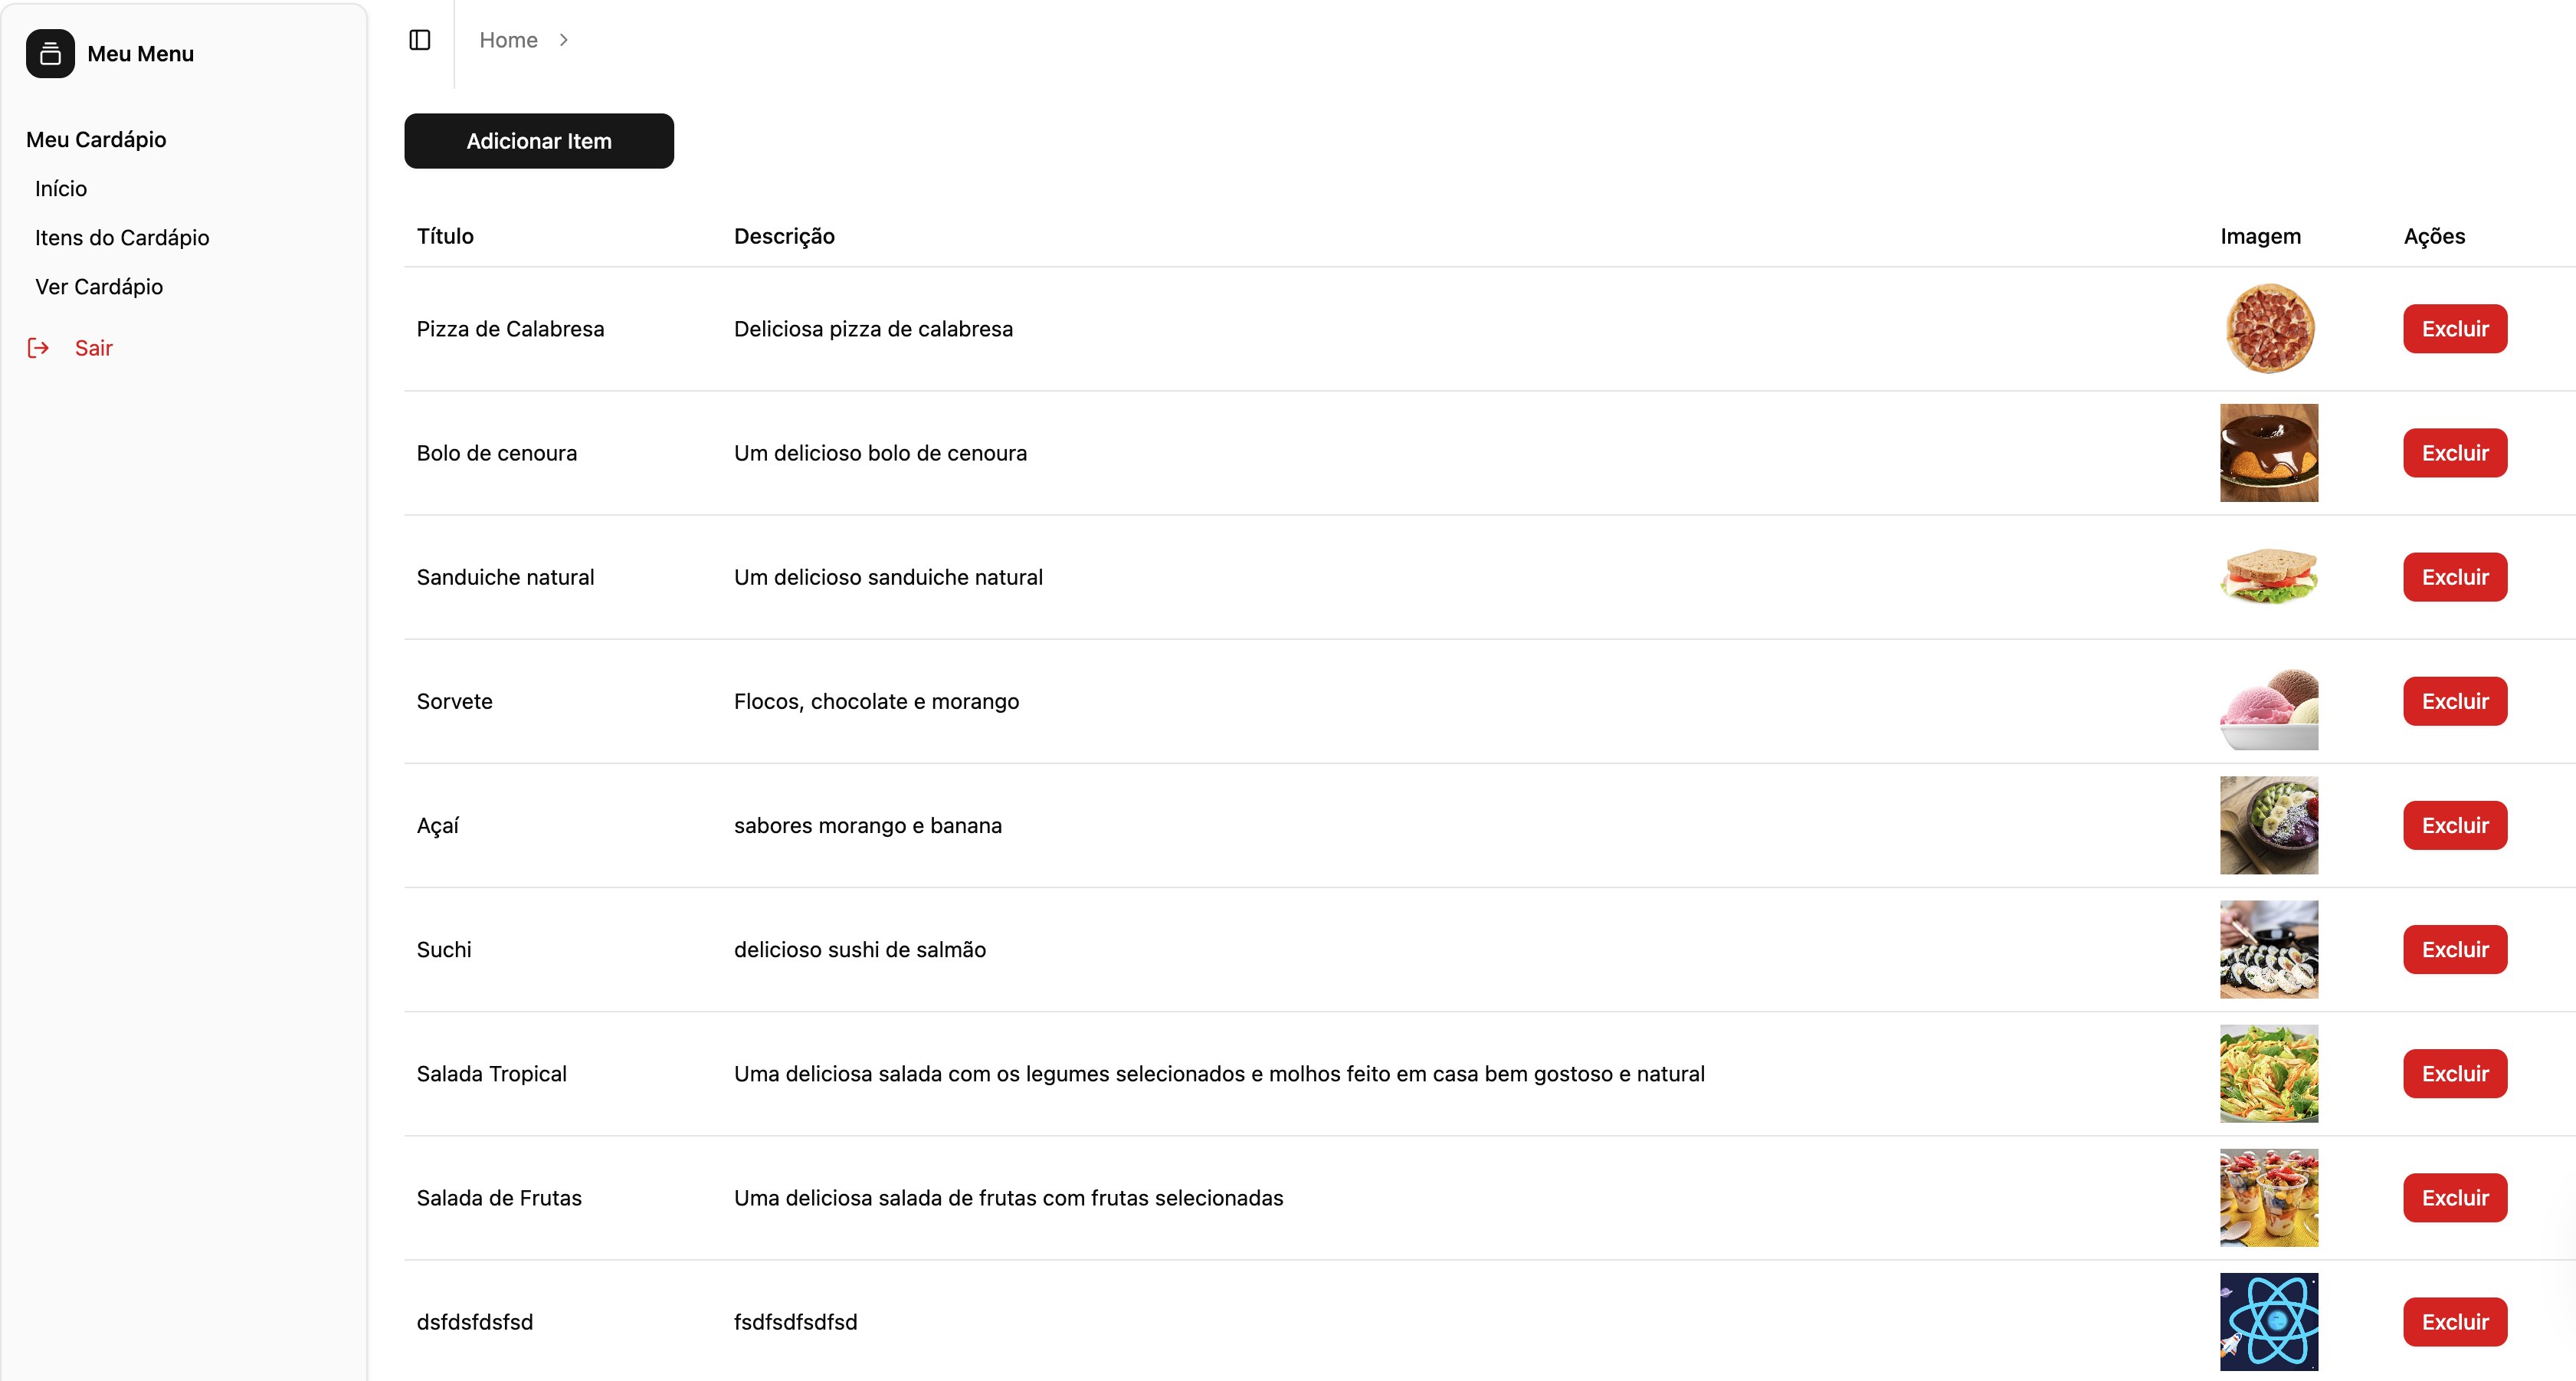 Meu Menu
Meu Cardápio
Início
Itens do Cardápio
Ver Cardápio
Sair
Home
Adicionar Item
Título Descrição Imagem Ações
Pizza de Calabresa Deliciosa pizza de calabresa Excluir
Bolo de cenoura Um delicioso bolo de cenoura Excluir
Sanduiche natural Um delicioso sanduiche natural Excluir
Sorvete Flocos, chocolate e morango Excluir
Açaí sabores morango e banana Excluir
Suchi delicioso sushi de salmão Excluir
Salada Tropical Uma deliciosa salada com os legumes selecionados e molhos feito em casa bem gostoso e natural Excluir
Salada de Frutas Uma deliciosa salada de frutas com frutas selecionadas Excluir
dsfdsfdsfsd fsdfsdfsdfsd Excluir